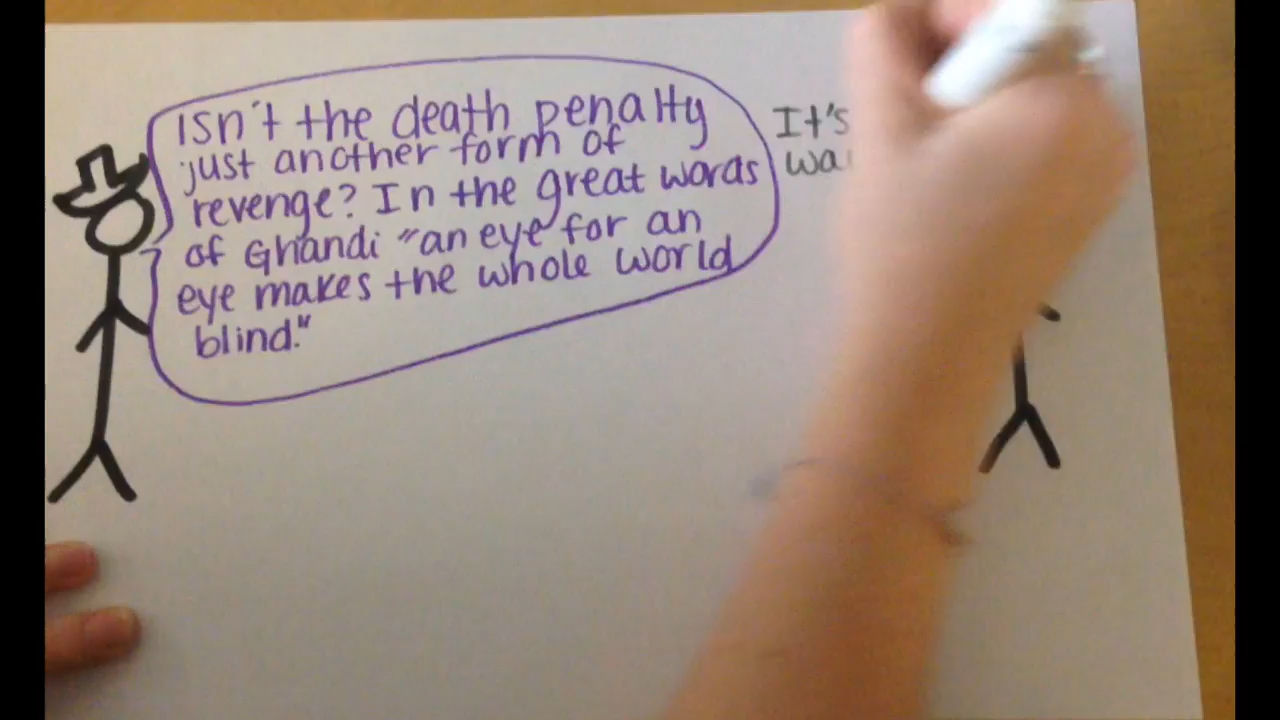 Isn't the death penalty
just another form of
revenge? In the great words
of Ghandi "an eye for an
eye makes the whole world
blind."
It's